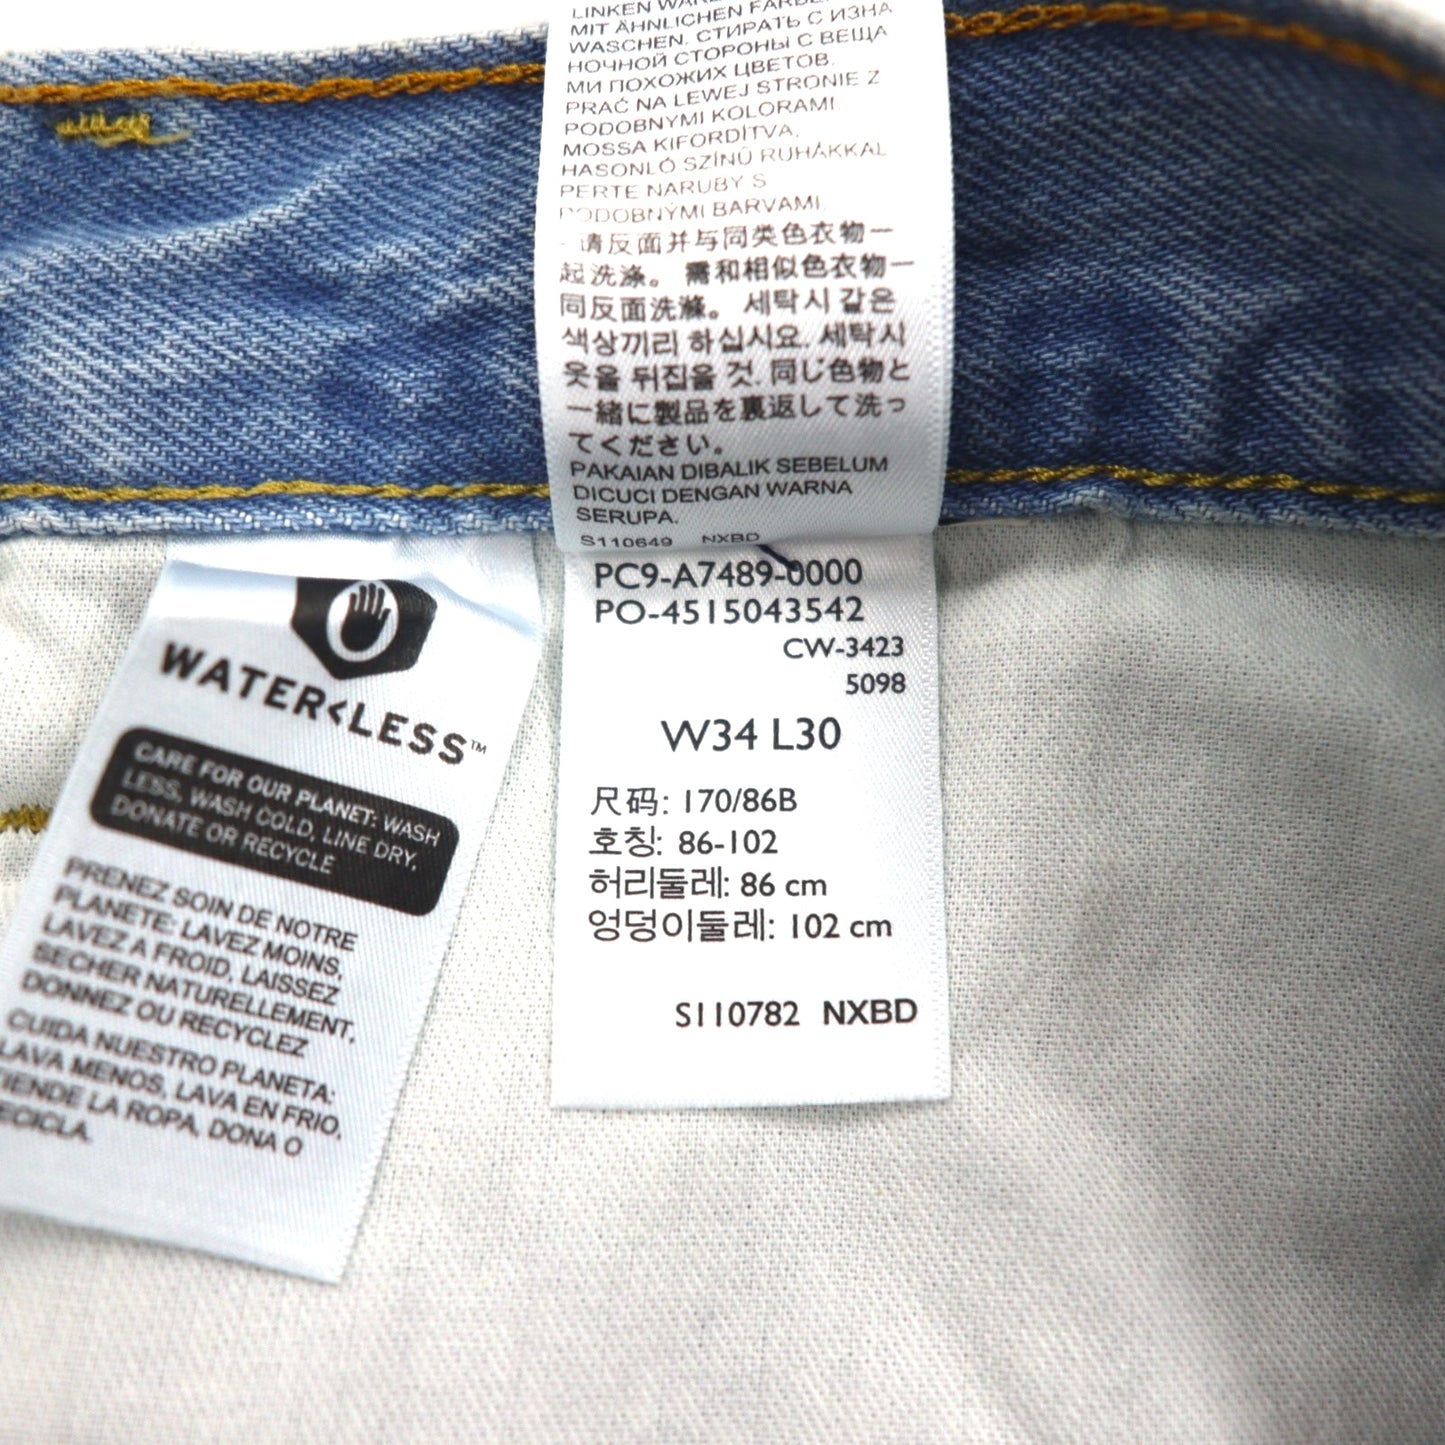 LINKEN
MIT ÄHNLICHEN
WASCHEN. СТИРАТЬ С ИЗНА
НОЧНОЙ СТОРОНЫ С ВЕЩА
МИ ПОХОЖИХ ЦВЕТОВ.
PRAĆ NA LEWEJ STRONIE Z
PODOBNYMI KOLORAMI
MOSSA KIFORDÍTVA,
HASONLÓ SZÍNŰ RUHÁKKAL
PERTE NARUBY S
PODOBNÝMI BARVAMI.
请反面并与同类色衣物一
起洗涤。需和相似色衣物一
同反面洗滌。세탁시 같은
색상끼리 하십시요. 세탁시
옷을 뒤집을 것. 同じ色物と
一緒に製品を裏返して洗っ
てください。
PAKAIAN DIBALIK SEBELUM
DICUCI DENGAN WARNA
SERUPA.
S110649 NXBD
PC9-A7489-0000
PO-4515043542
CW-3423
5098
W34 L30
尺码: 170/86B
호칭: 86-102
허리둘레: 86 cm
엉덩이둘레: 102 cm
S110782 NXBD
WATER<LESS™
CARE FOR OUR PLANET: WASH
LESS, WASH COLD, LINE DRY,
DONATE OR RECYCLE
PRENEZ SOIN DE NOTRE
PLANETE: LAVEZ MOINS,
LAVEZ A FROID, LAISSEZ
SECHER NATURELLEMENT,
DONNEZ OU RECYCLEZ
CUIDA NUESTRO PLANETA:
LAVA MENOS, LAVA EN FRIO,
TIENDE LA ROPA, DONA O
RECICLA.